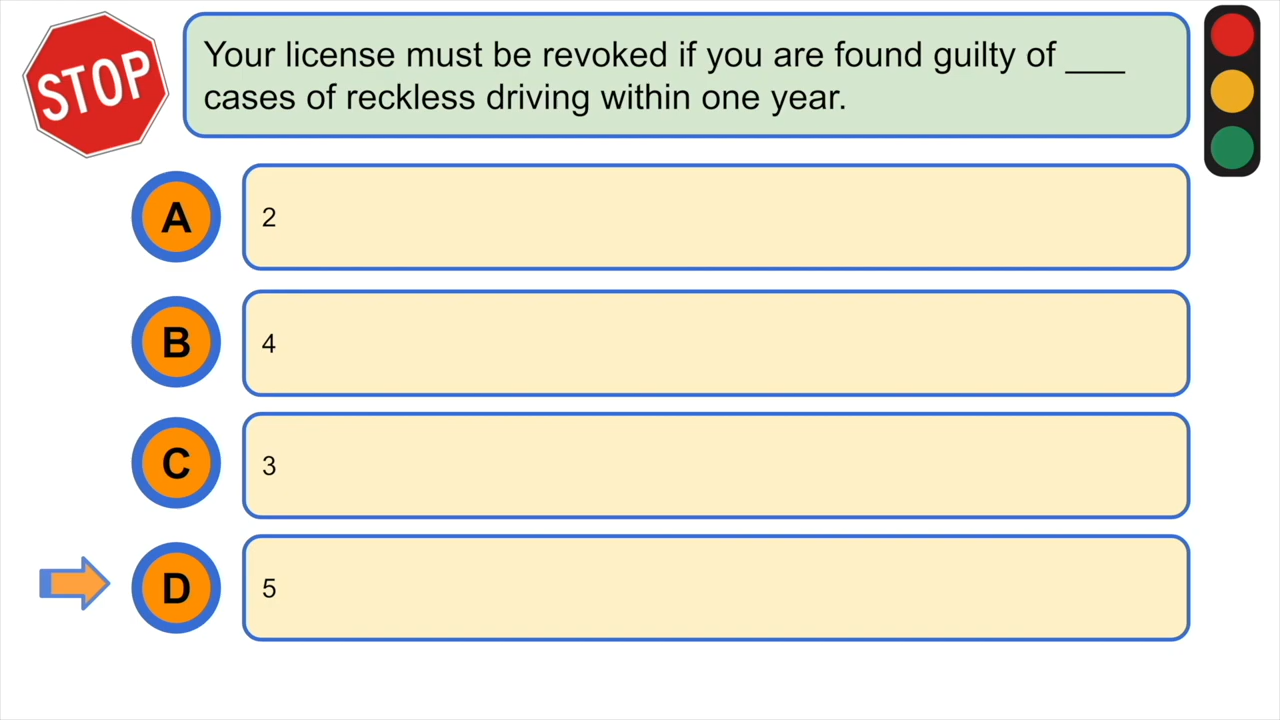 STOP
Your license must be revoked if you are found guilty of ___
cases of reckless driving within one year.
A
2
B
4
C
3
D
5